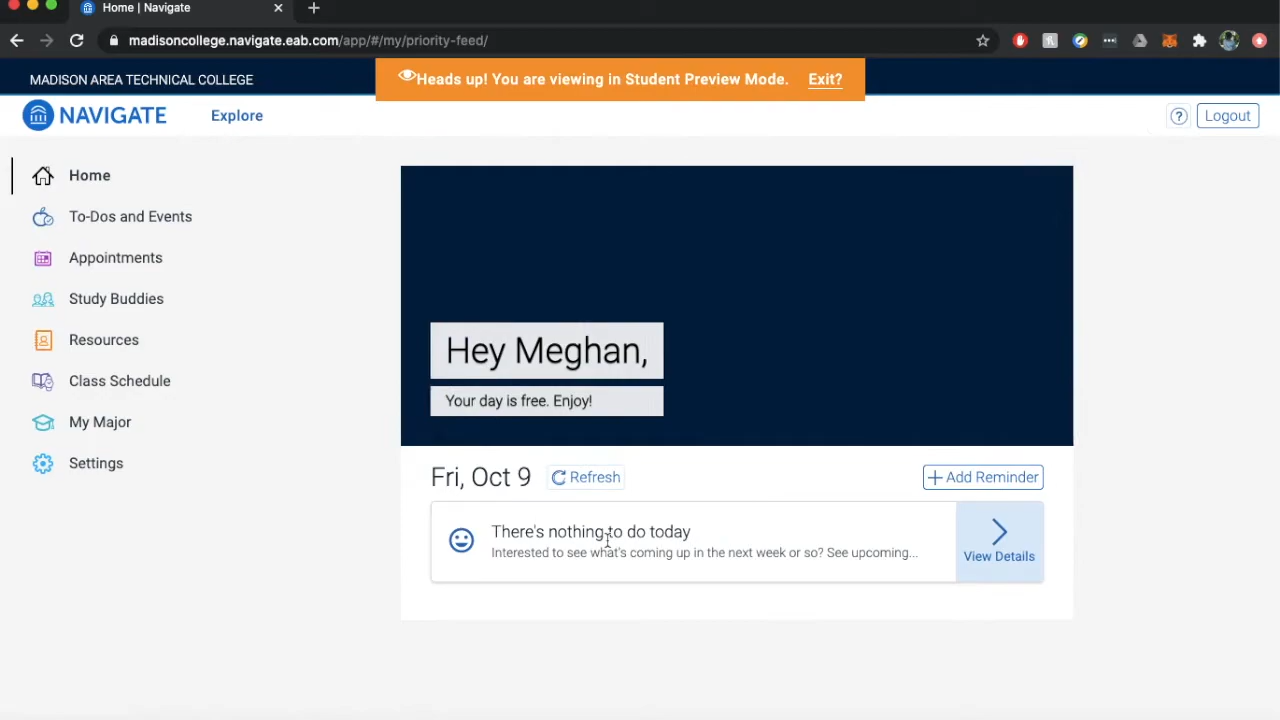 Home | Navigate
madisoncollege.navigate.eab.com/app/#/my/priority-feed/
MADISON AREA TECHNICAL COLLEGE
Heads up! You are viewing in Student Preview Mode. Exit?
NAVIGATE
Explore
? Logout
Home
To-Dos and Events
Appointments
Study Buddies
Resources
Class Schedule
My Major
Settings
Hey Meghan,
Your day is free. Enjoy!
Fri, Oct 9
Refresh
+ Add Reminder
There's nothing to do today
Interested to see what's coming up in the next week or so? See upcoming...
View Details